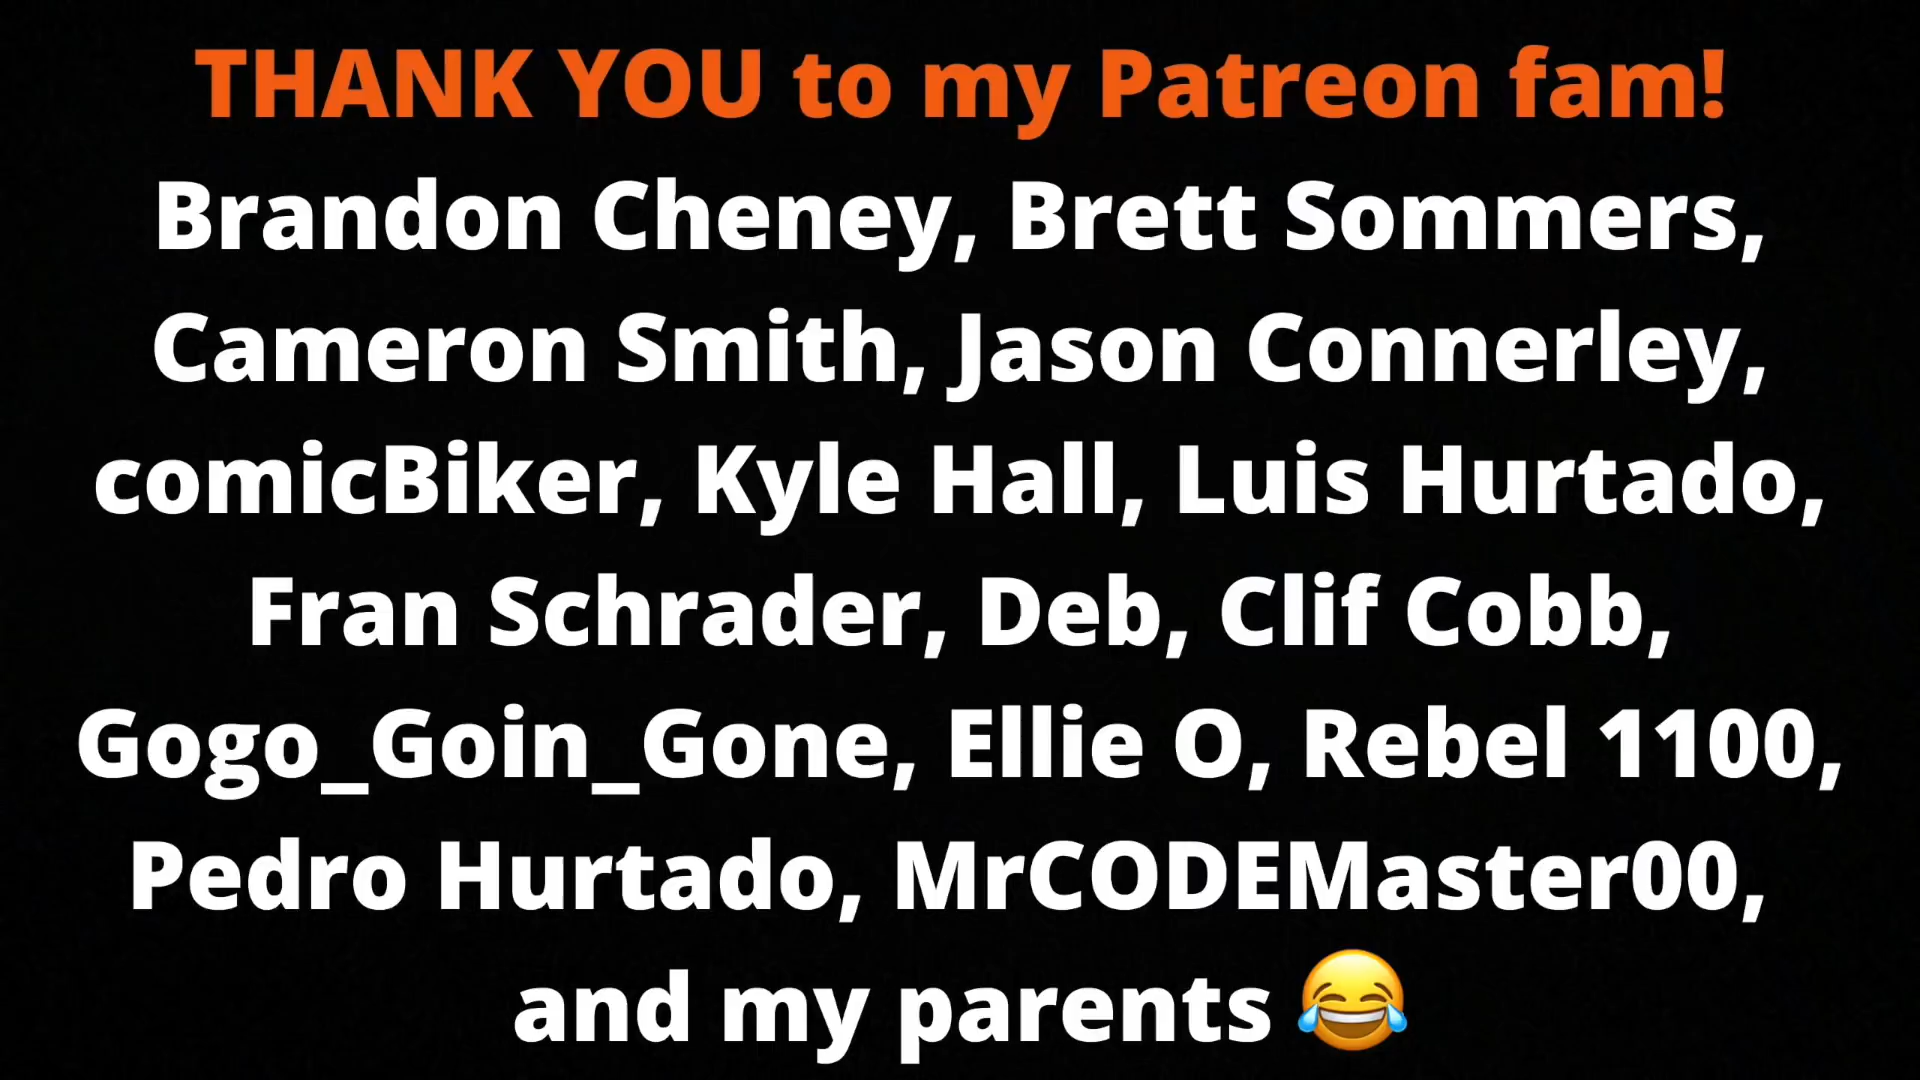 THANK YOU to my Patreon fam!
Brandon Cheney, Brett Sommers,
Cameron Smith, Jason Connerley,
comicBiker, Kyle Hall, Luis Hurtado,
Fran Schrader, Deb, Clif Cobb,
Gogo_Goin_Gone, Ellie O, Rebel 1100,
Pedro Hurtado, MrCODEMaster00,
and my parents 😂